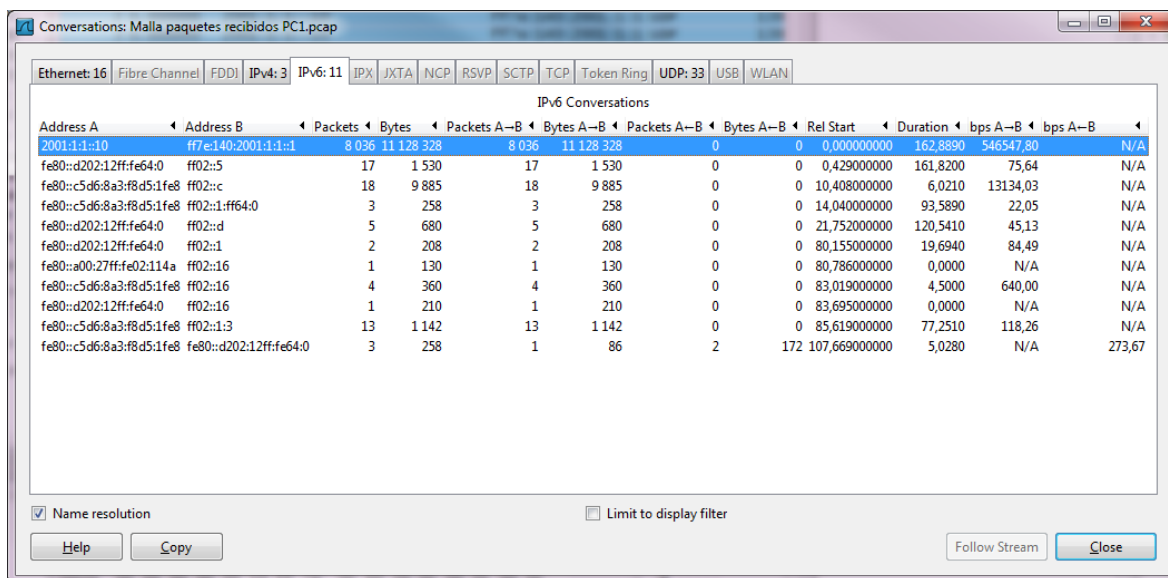 Conversations: Malla paquetes recibidos PC1.pcap
Ethernet: 16 Fibre Channel FDDI IPv4: 3 IPv6: 11 IPX JXTA NCP RSVP SCTP TCP Token Ring UDP: 33 USB WLAN
IPv6 Conversations
Address A Address B Packets Bytes Packets A→B Bytes A→B Packets A←B Bytes A←B Rel Start Duration bps A→B bps A←B
2001:1:1::10 ff7e:140:2001:1:1::1 8 036 11 128 328 8 036 11 128 328 0 0 0,000000000 162,8890 546547,80 N/A
fe80::d202:12ff:fe64:0 ff02::5 17 1 530 17 1 530 0 0 0,429000000 161,8200 75,64 N/A
fe80::c5d6:8a3:f8d5:1fe8 ff02::c 18 9 885 18 9 885 0 0 10,408000000 6,0210 13134,03 N/A
fe80::c5d6:8a3:f8d5:1fe8 ff02::1:ff64:0 3 258 3 258 0 0 14,040000000 93,5890 22,05 N/A
fe80::d202:12ff:fe64:0 ff02::d 5 680 5 680 0 0 21,752000000 120,5410 45,13 N/A
fe80::d202:12ff:fe64:0 ff02::1 2 208 2 208 0 0 80,155000000 19,6940 84,49 N/A
fe80::a00:27ff:fe02:114a ff02::16 1 130 1 130 0 0 80,786000000 0,0000 N/A N/A
fe80::c5d6:8a3:f8d5:1fe8 ff02::16 4 360 4 360 0 0 83,019000000 4,5000 640,00 N/A
fe80::d202:12ff:fe64:0 ff02::16 1 210 1 210 0 0 83,695000000 0,0000 N/A N/A
fe80::c5d6:8a3:f8d5:1fe8 ff02::1:3 13 1 142 13 1 142 0 0 85,619000000 77,2510 118,26 N/A
fe80::c5d6:8a3:f8d5:1fe8 fe80::d202:12ff:fe64:0 3 258 1 86 2 172 107,669000000 5,0280 N/A 273,67
Name resolution Limit to display filter
Help Copy Follow Stream Close